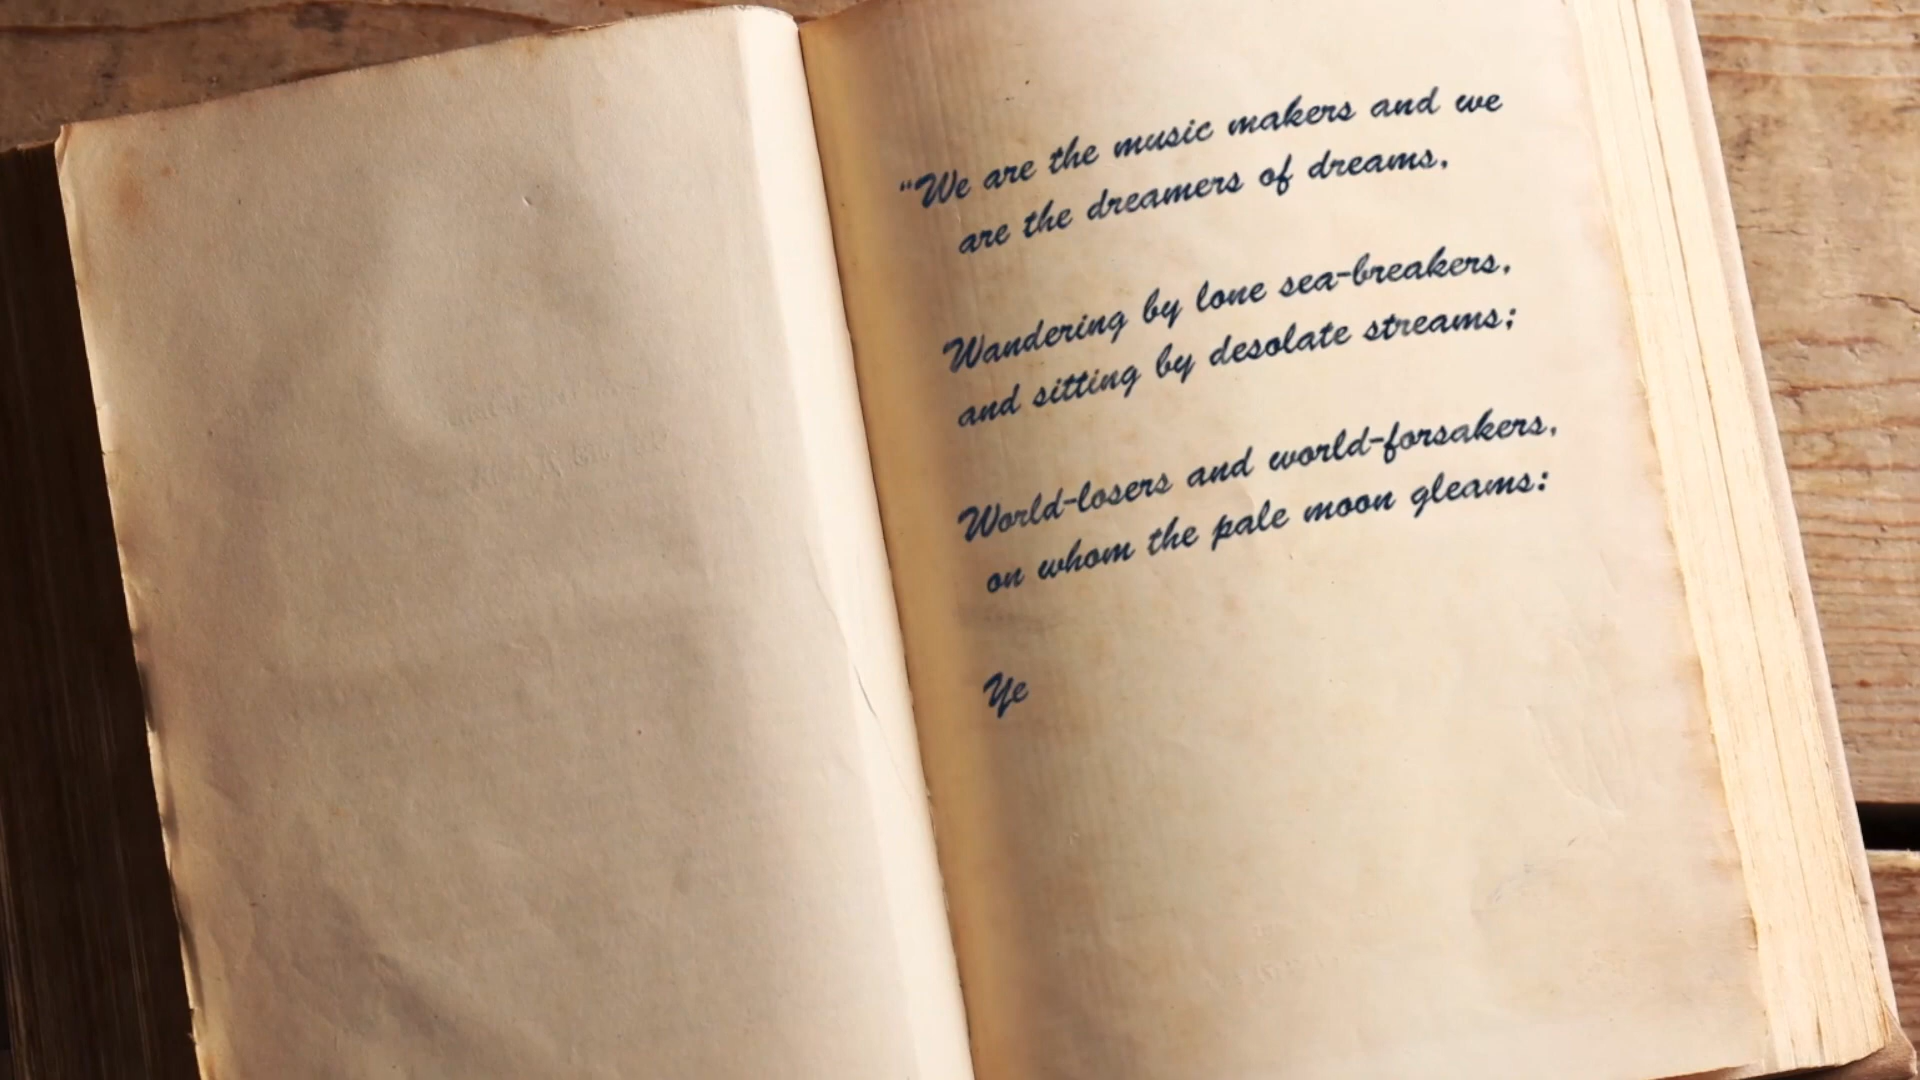 “We are the music makers and we
are the dreamers of dreams,
Wandering by lone sea-breakers,
and sitting by desolate streams;
World-losers and world-forsakers,
on whom the pale moon gleams:
Ye